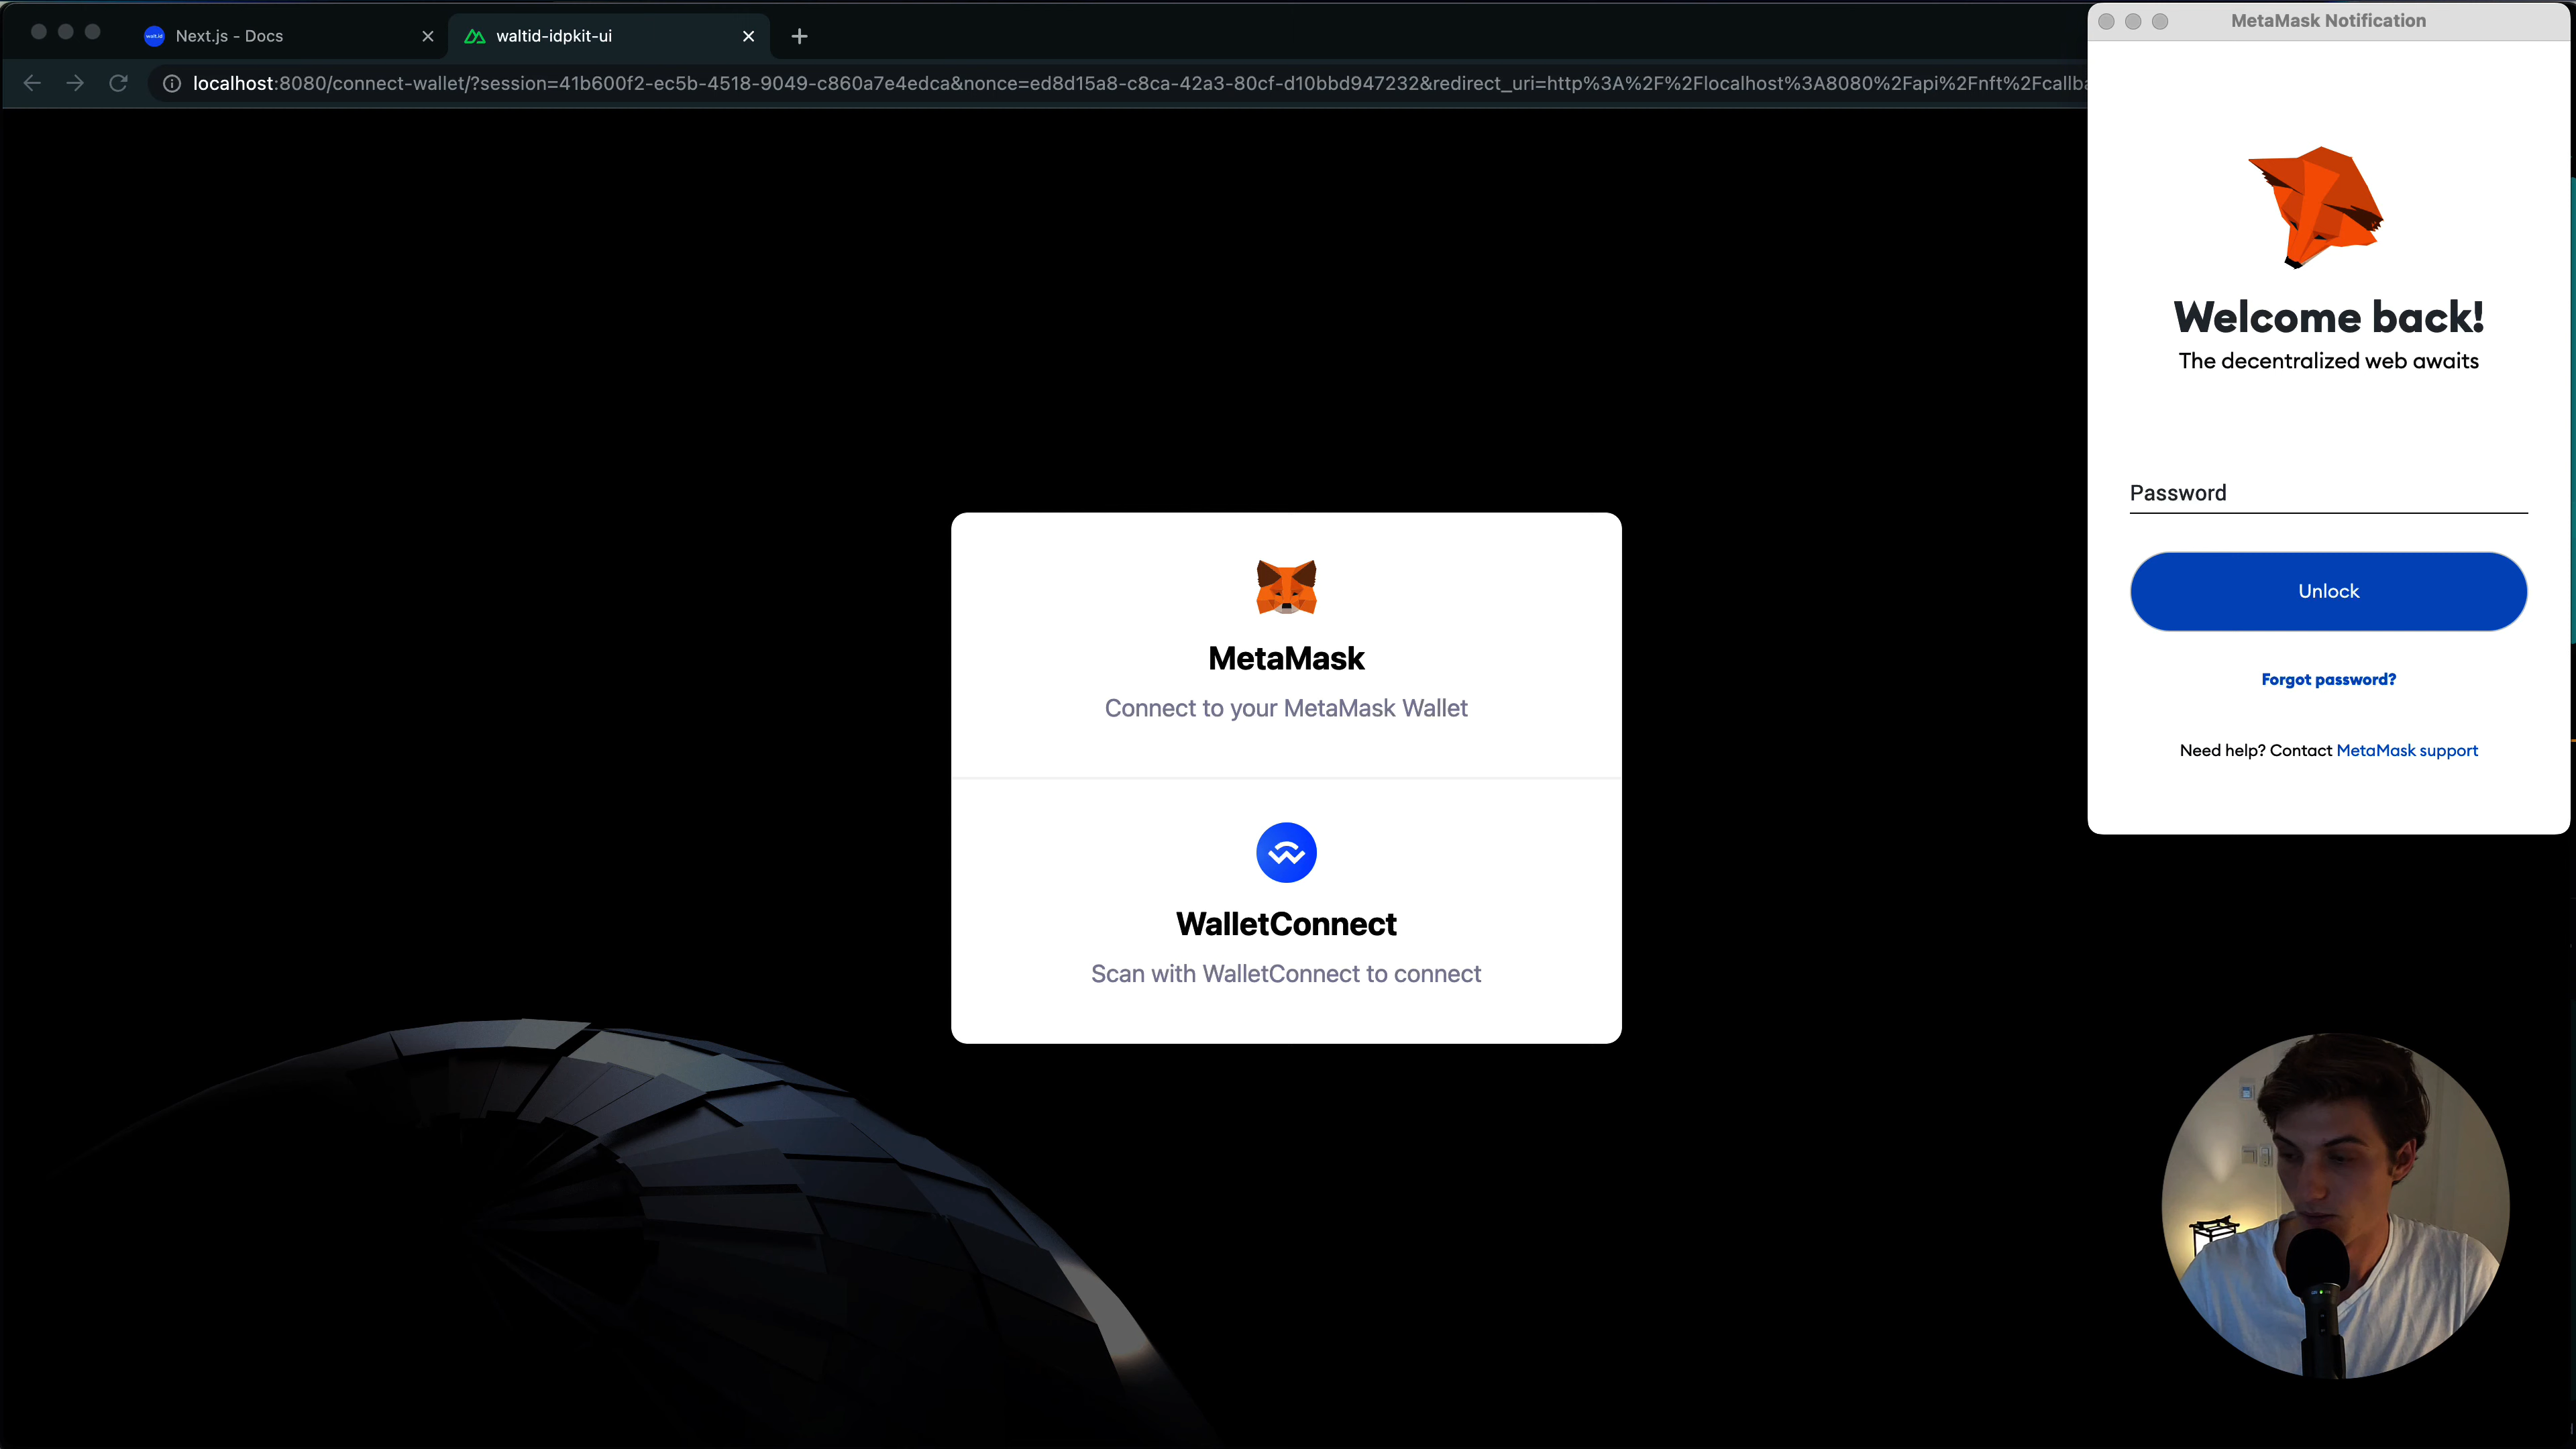 Next.js - Docs
waltid-idpkit-ui
localhost:8080/connect-wallet/?session=41b600f2-ec5b-4518-9049-c860a7e4edca&nonce=ed8d15a8-c8ca-42a3-80cf-d10bbd947232&redirect_uri=http%3A%2F%2Flocalhost%3A8080%2Fapi%2Fnft%2Fcallba
MetaMask Notification
Welcome back!
The decentralized web awaits
Password
Unlock
Forgot password?
Need help? Contact MetaMask support
MetaMask
Connect to your MetaMask Wallet
WalletConnect
Scan with WalletConnect to connect